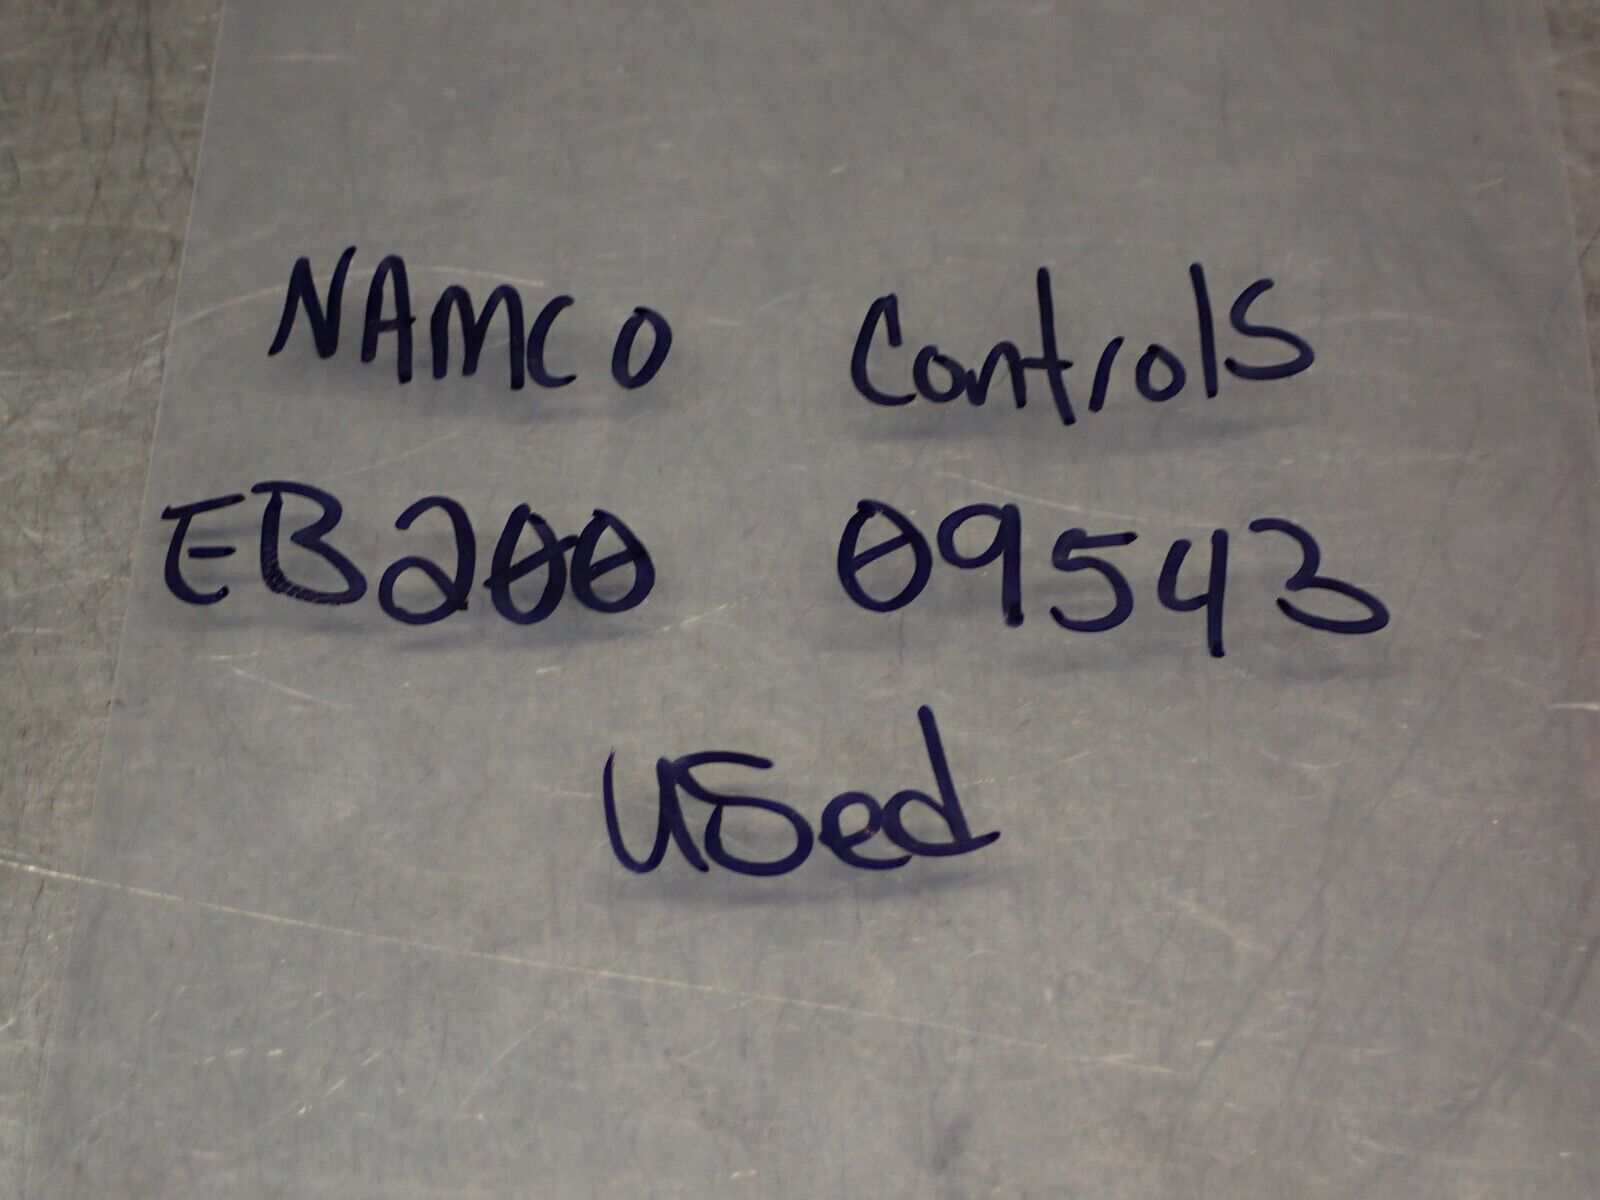 NAMCO Controls
EB200 09543
Used